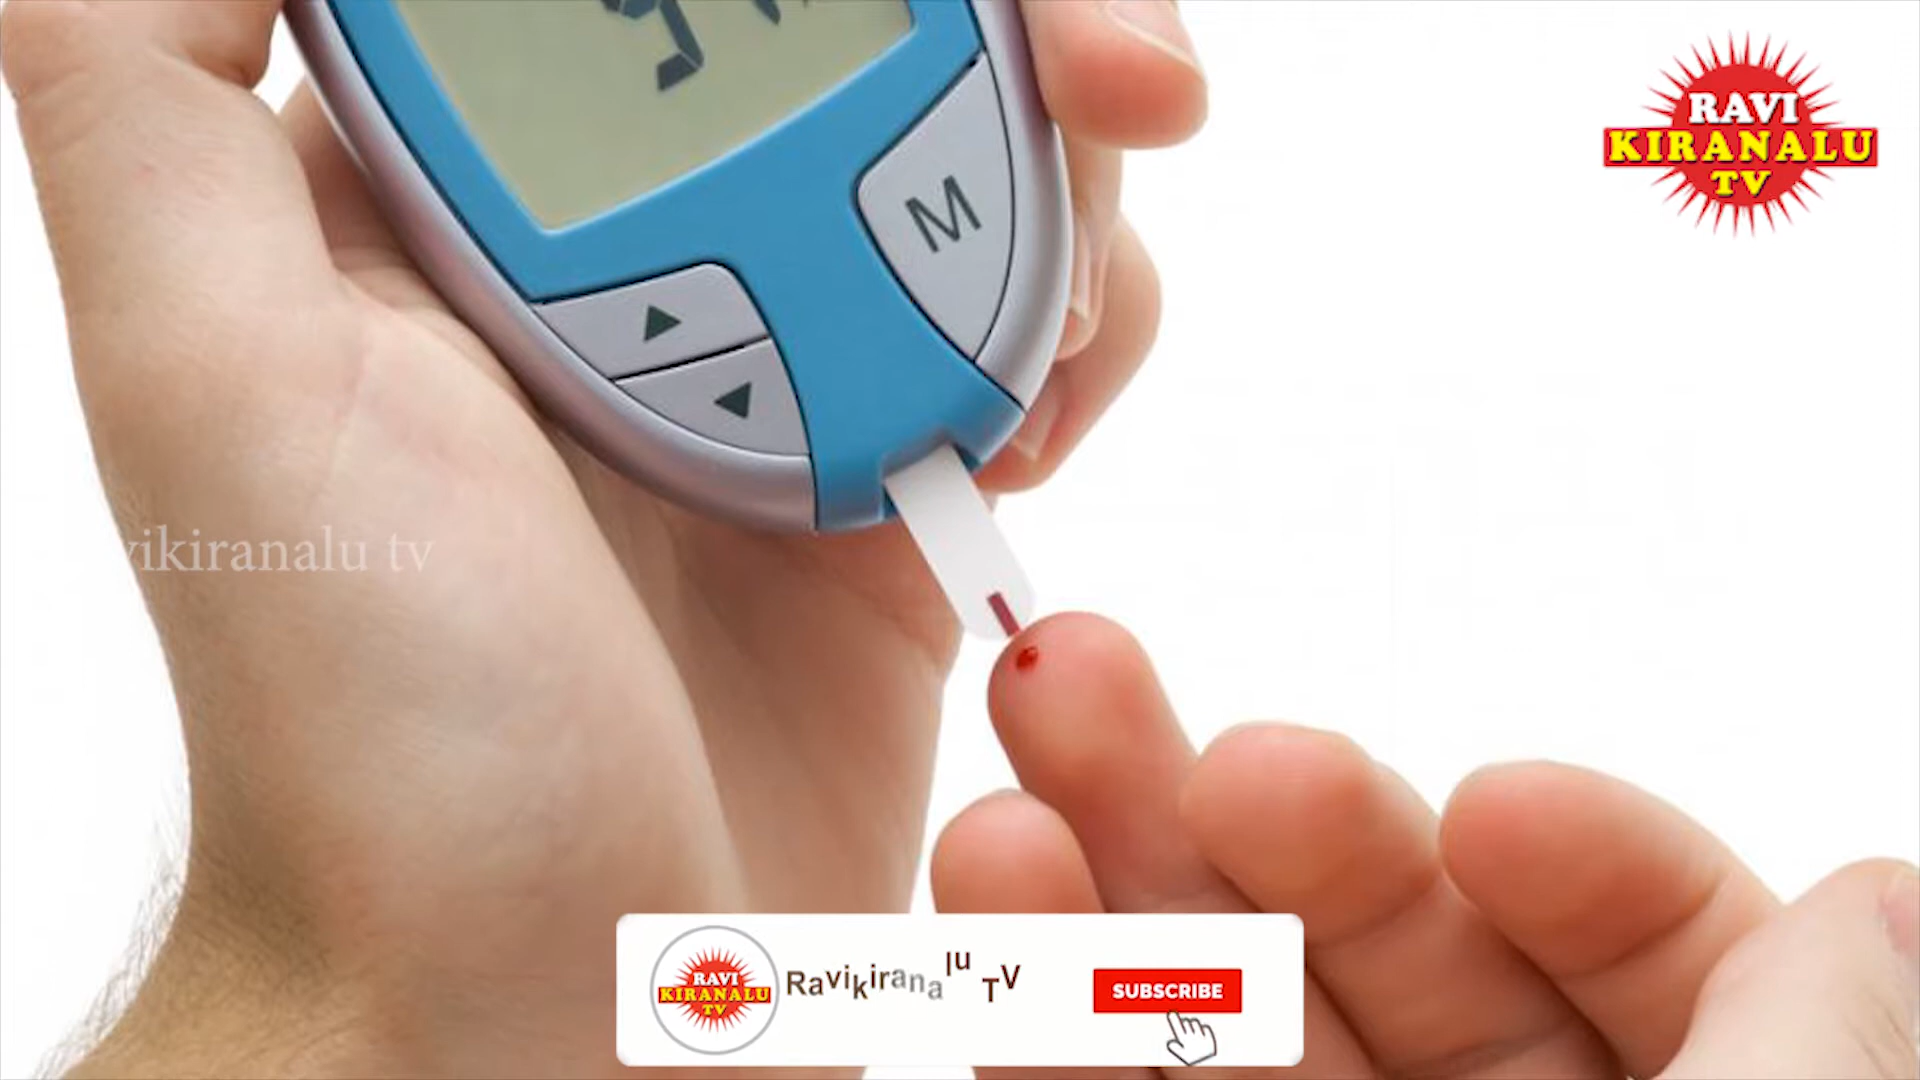 RAVI
KIRANALU
TV
M
vikiranalu tv
RAVI
KIRANALU
TV
Ravikiranalu TV
SUBSCRIBE